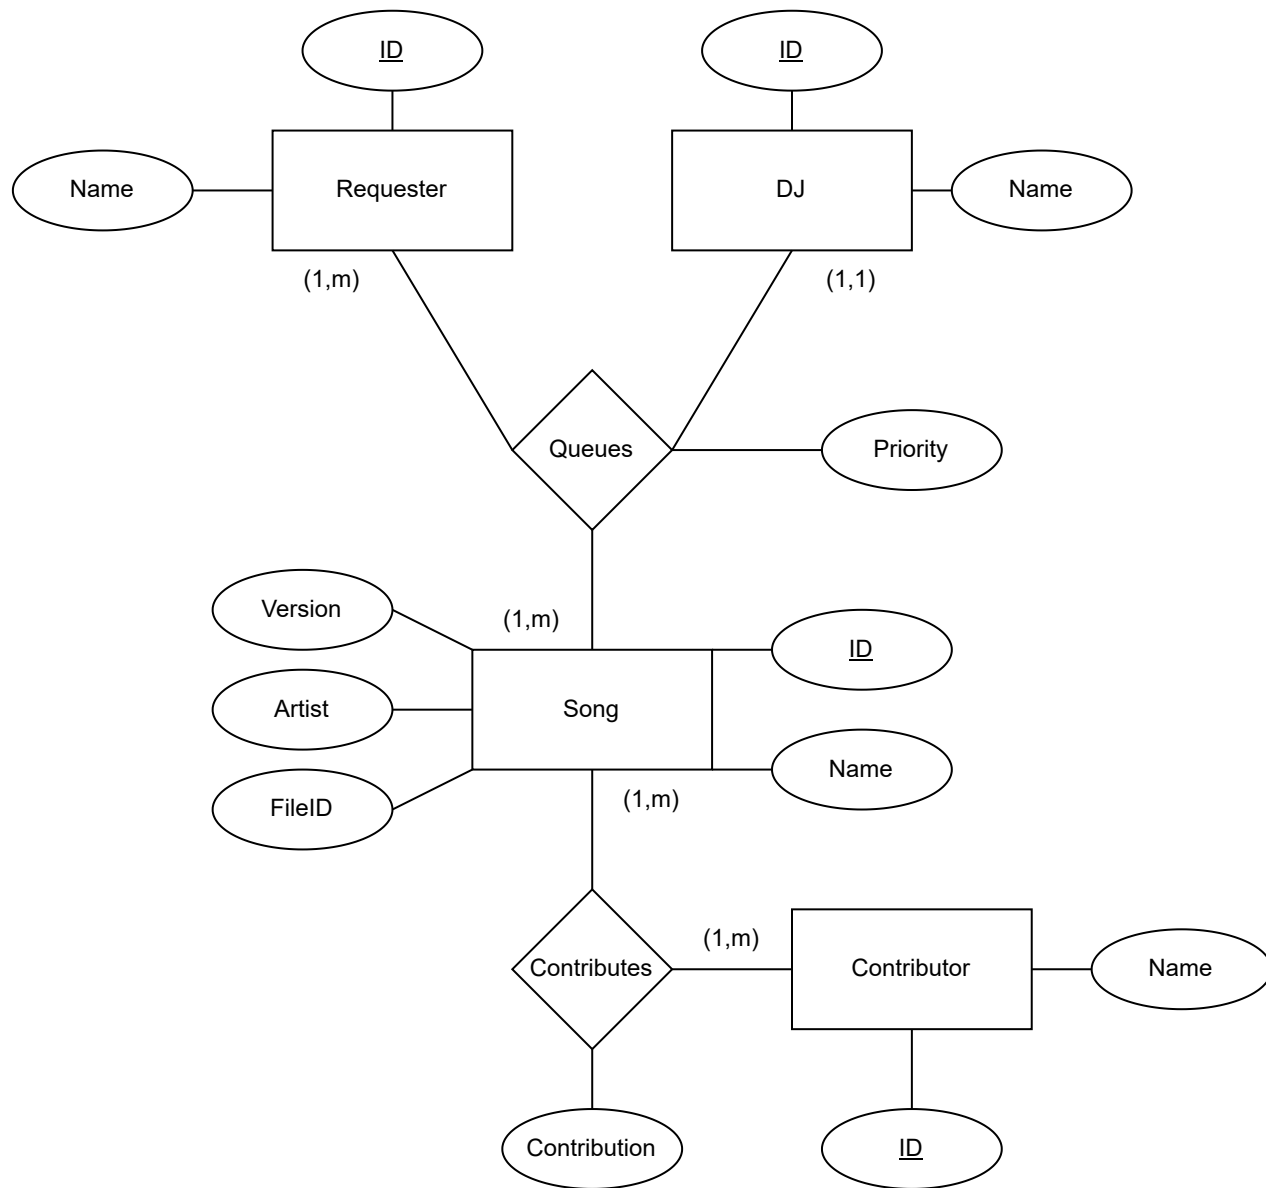 ID
ID
Name
Requester
DJ
Name
(1,m)
(1,1)
Queues
Priority
Version
(1,m)
ID
Artist
Song
FileID
Name
(1,m)
Contributes
(1,m)
Contributor
Name
Contribution
ID